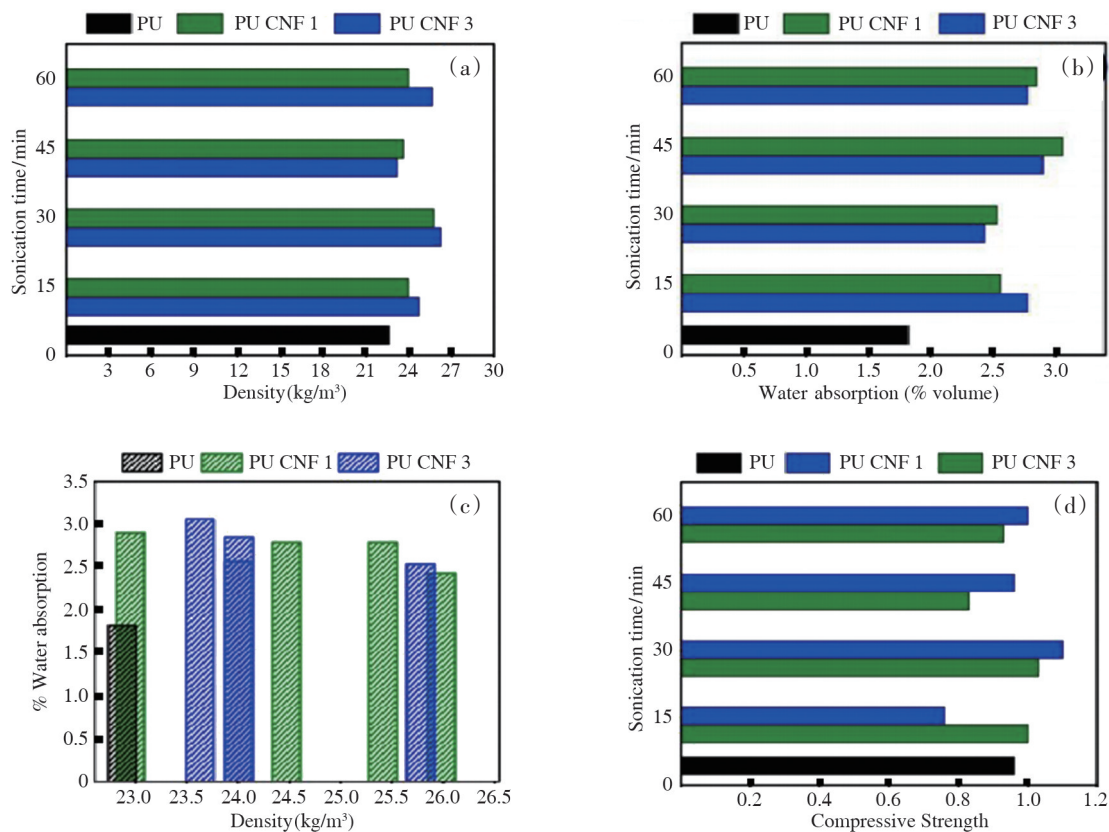 PU PU CNF 1 PU CNF 3
(a)
60
45
30
15
0
Sonication time/min
3 6 9 12 15 18 21 24 27 30
Density(kg/m³)
PU PU CNF 1 PU CNF 3
(b)
60
45
30
15
0
Sonication time/min
0.5 1.0 1.5 2.0 2.5 3.0
Water absorption (% volume)
PU PU CNF 1 PU CNF 3
(c)
3.5
3.0
2.5
2.0
1.5
1.0
0.5
0
% Water absorption
23.0 23.5 24.0 24.5 25.0 25.5 26.0 26.5
Density(kg/m³)
PU PU CNF 1 PU CNF 3
(d)
60
45
30
15
0
Sonication time/min
0.2 0.4 0.6 0.8 1.0 1.2
Compressive Strength